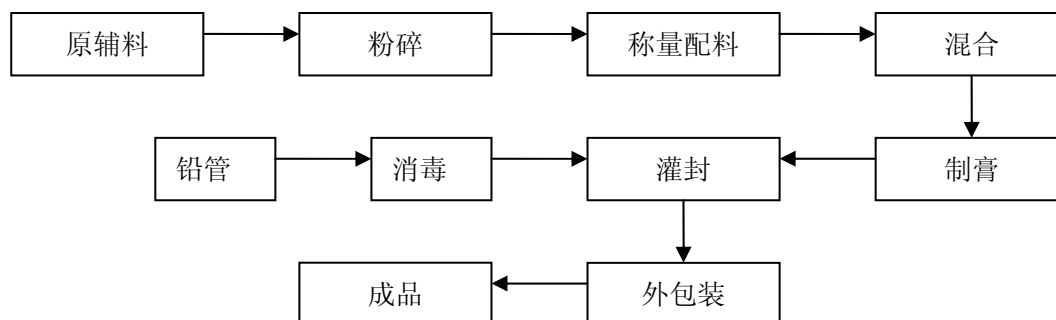 原辅料 粉碎 称量配料 混合
铅管 消毒 灌封 制膏
成品 外包装